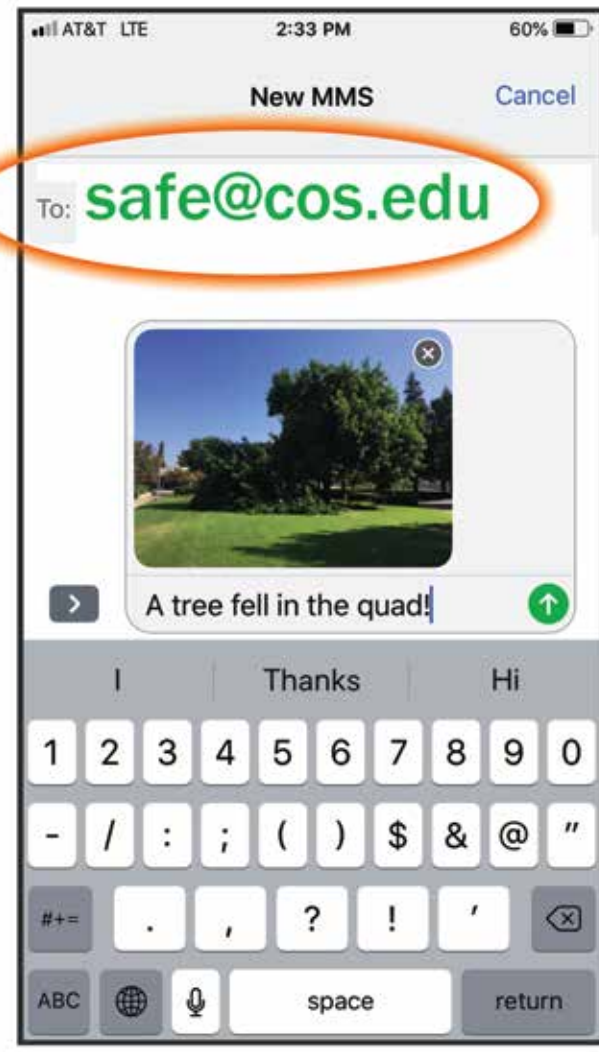 AT&T LTE 2:33 PM 60%
New MMS Cancel
To: safe@cos.edu
A tree fell in the quad!
I Thanks Hi
1 2 3 4 5 6 7 8 9 0
- / : ; ( ) $ & @ "
#+= . , ? ! '
ABC space return